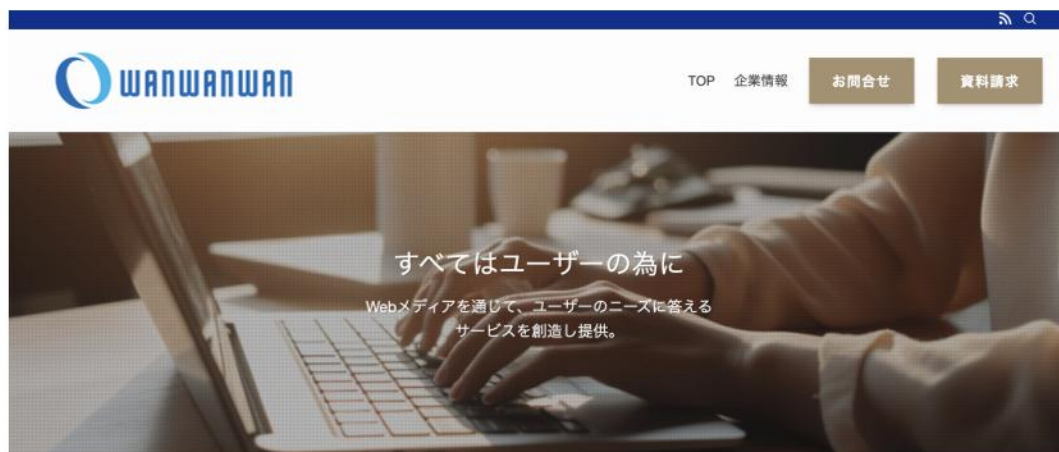 WANWANWAN
TOP 企業情報 お問合せ 資料請求
すべてはユーザーの為に
Webメディアを通じて、ユーザーのニーズに答える
サービスを創造し提供。